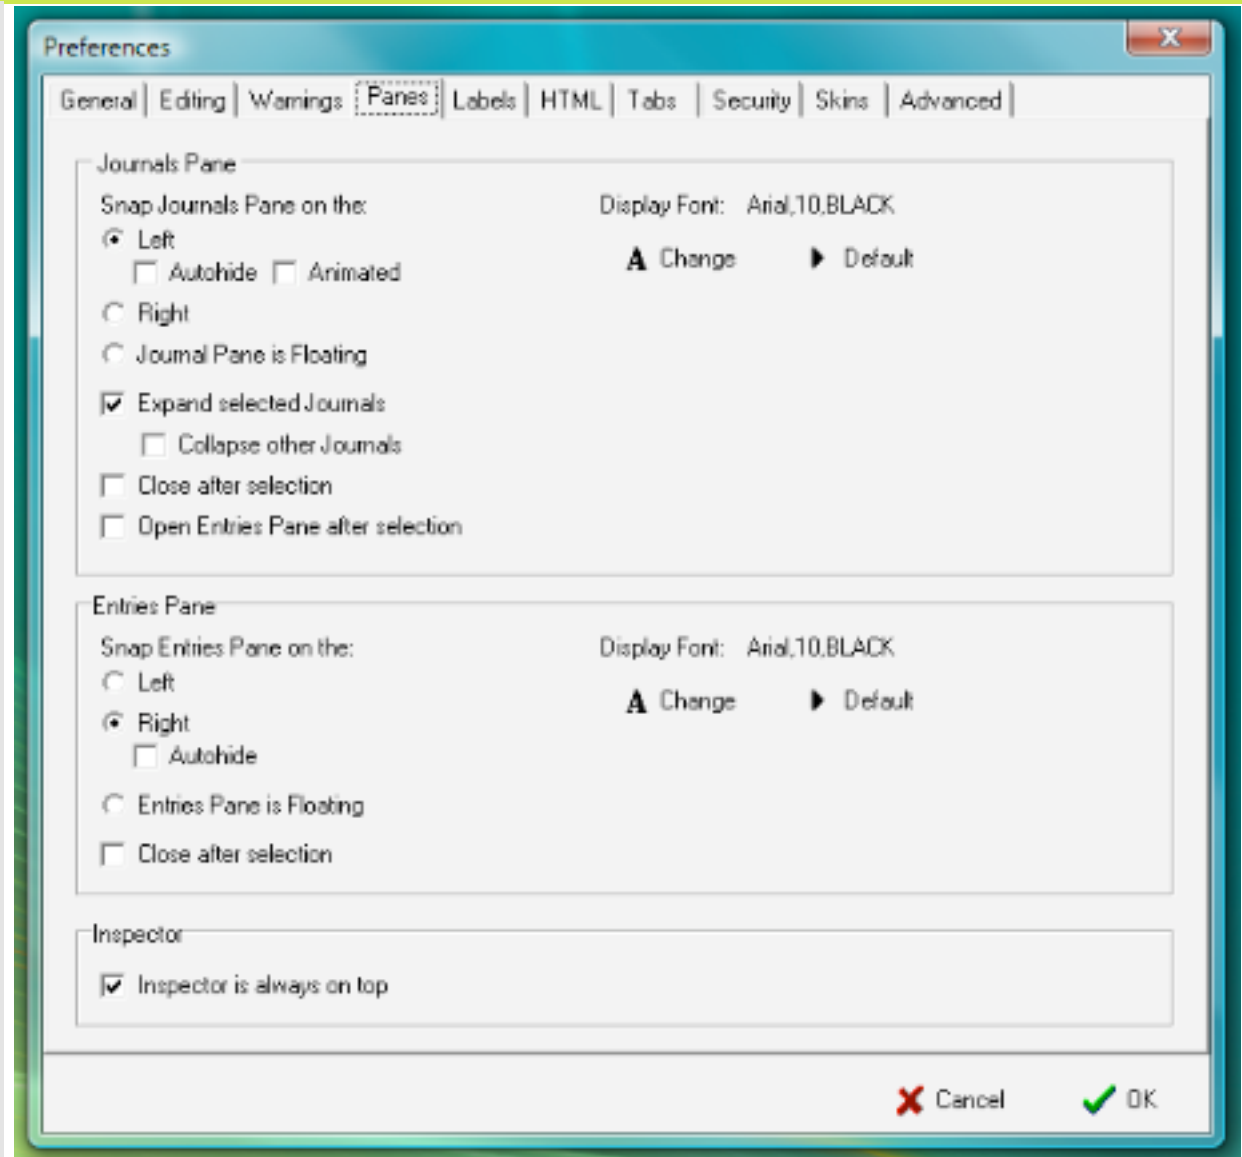 Preferences
General Editing Warnings Panes Labels HTML Tabs Security Skins Advanced
Journals Pane
Snap Journals Pane on the: Display Font: Arial,10,BLACK
Left
A Change Default
Autohide Animated
Right
Journal Pane is Floating
Expand selected Journals
Collapse other Journals
Close after selection
Open Entries Pane after selection
Entries Pane
Snap Entries Pane on the: Display Font: Arial,10,BLACK
Left
A Change Default
Right
Autohide
Entries Pane is Floating
Close after selection
Inspector
Inspector is always on top
Cancel OK